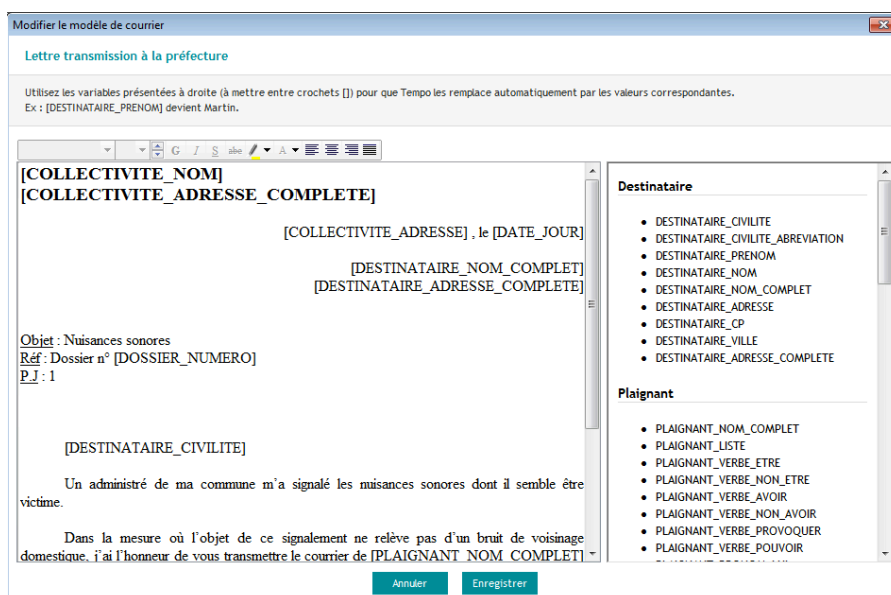 Modifier le modèle de courrier
Lettre transmission à la préfecture
Utilisez les variables présentées à droite (à mettre entre crochets []) pour que Tempo les remplace automatiquement par les valeurs correspondantes.
Ex : [DESTINATAIRE_PRENOM] devient Martin.
G I S abc A
[COLLECTIVITE_NOM]
[COLLECTIVITE_ADRESSE_COMPLETE]
[COLLECTIVITE_ADRESSE] , le [DATE_JOUR]
[DESTINATAIRE_NOM_COMPLET]
[DESTINATAIRE_ADRESSE_COMPLETE]
Objet : Nuisances sonores
Réf : Dossier n° [DOSSIER_NUMERO]
P.J : 1
[DESTINATAIRE_CIVILITE]
Un administré de ma commune m'a signalé les nuisances sonores dont il semble être
victime.
Dans la mesure où l'objet de ce signalement ne relève pas d'un bruit de voisinage
domestique, j'ai l'honneur de vous transmettre le courrier de [PLAIGNANT_NOM_COMPLET]
Destinataire
• DESTINATAIRE_CIVILITE
• DESTINATAIRE_CIVILITE_ABREVIATION
• DESTINATAIRE_PRENOM
• DESTINATAIRE_NOM
• DESTINATAIRE_NOM_COMPLET
• DESTINATAIRE_ADRESSE
• DESTINATAIRE_CP
• DESTINATAIRE_VILLE
• DESTINATAIRE_ADRESSE_COMPLETE
Plaignant
• PLAIGNANT_NOM_COMPLET
• PLAIGNANT_LISTE
• PLAIGNANT_VERBE_ETRE
• PLAIGNANT_VERBE_NON_ETRE
• PLAIGNANT_VERBE_AVOIR
• PLAIGNANT_VERBE_NON_AVOIR
• PLAIGNANT_VERBE_PROVOQUER
• PLAIGNANT_VERBE_POUVOIR
Annuler
Enregistrer